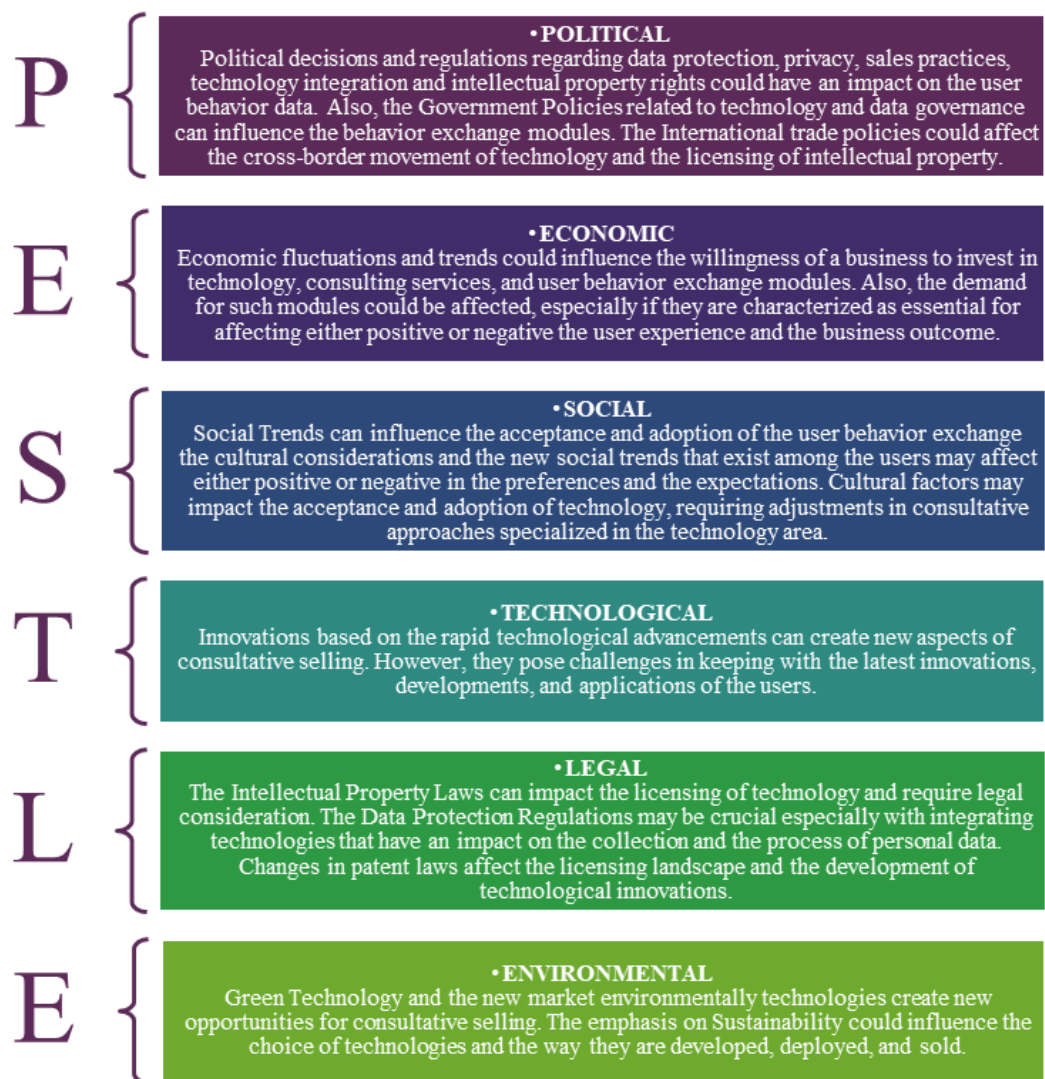 P
•POLITICAL
Political decisions and regulations regarding data protection, privacy, sales practices,
technology integration and intellectual property rights could have an impact on the user
behavior data. Also, the Government Policies related to technology and data governance
can influence the behavior exchange modules. The International trade policies could affect
the cross-border movement of technology and the licensing of intellectual property.
E
•ECONOMIC
Economic fluctuations and trends could influence the willingness of a business to invest in
technology, consulting services, and user behavior exchange modules. Also, the demand
for such modules could be affected, especially if they are characterized as essential for
affecting either positive or negative the user experience and the business outcome.
S
•SOCIAL
Social Trends can influence the acceptance and adoption of the user behavior exchange
the cultural considerations and the new social trends that exist among the users may affect
either positive or negative in the preferences and the expectations. Cultural factors may
impact the acceptance and adoption of technology, requiring adjustments in consultative
approaches specialized in the technology area.
T
•TECHNOLOGICAL
Innovations based on the rapid technological advancements can create new aspects of
consultative selling. However, they pose challenges in keeping with the latest innovations,
developments, and applications of the users.
L
•LEGAL
The Intellectual Property Laws can impact the licensing of technology and require legal
consideration. The Data Protection Regulations may be crucial especially with integrating
technologies that have an impact on the collection and the process of personal data.
Changes in patent laws affect the licensing landscape and the development of
technological innovations.
E
•ENVIRONMENTAL
Green Technology and the new market environmentally technologies create new
opportunities for consultative selling. The emphasis on Sustainability could influence the
choice of technologies and the way they are developed, deployed, and sold.